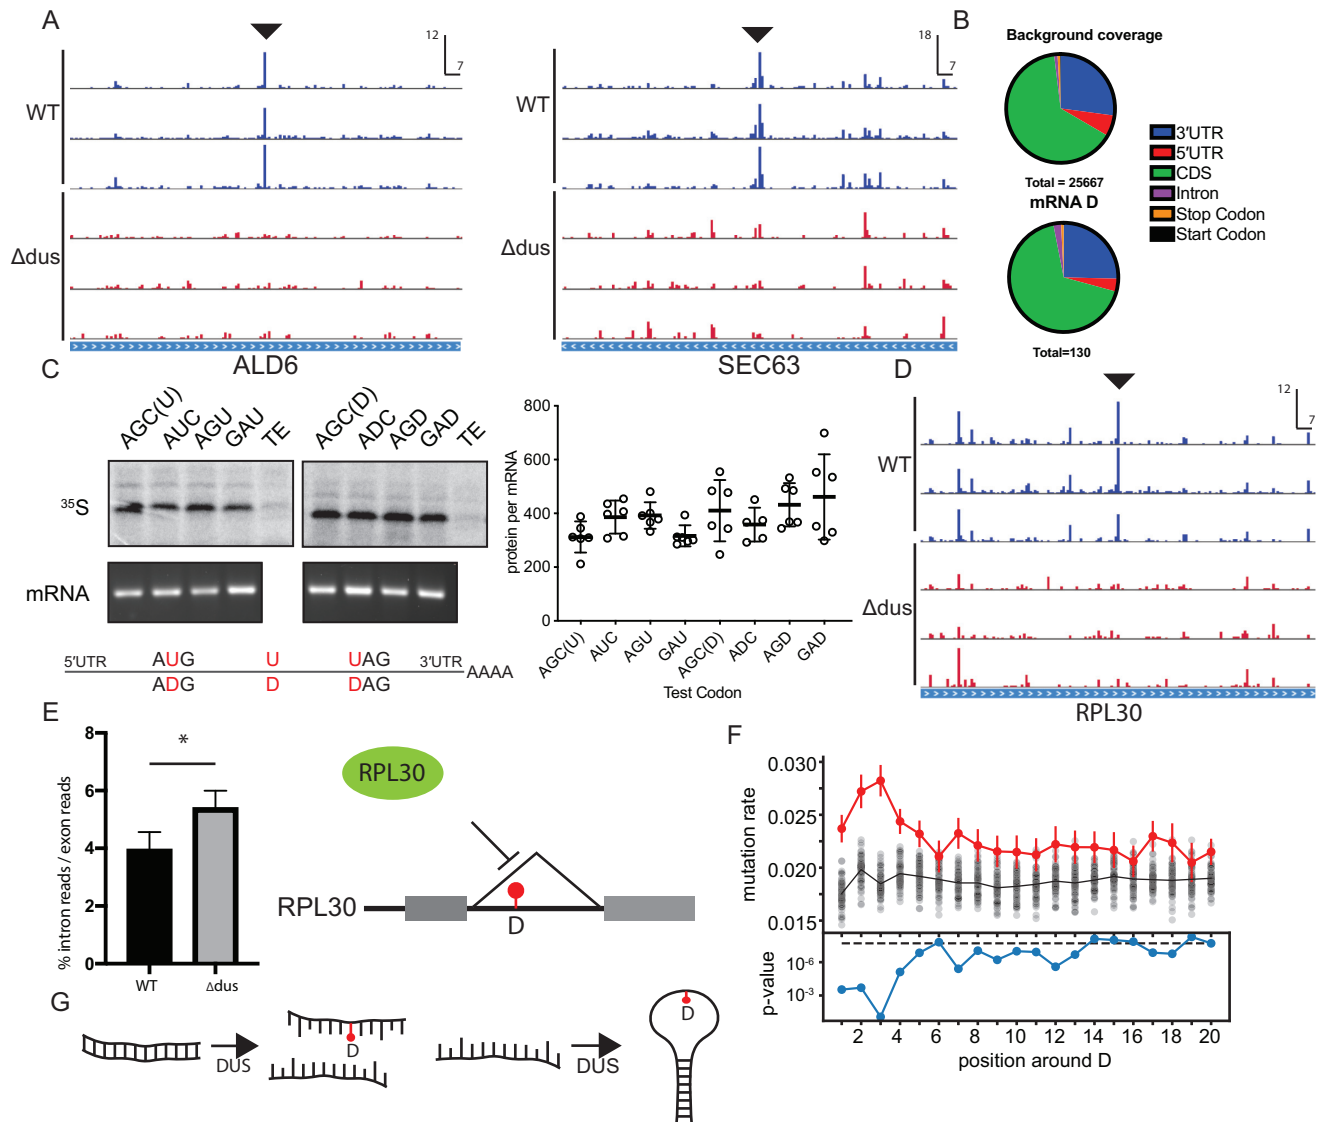 A
12
7
WT
Δdus
ALD6
18
7
SEC63
B
Background coverage
Total = 25667
mRNA D
Total=130
3′UTR
5′UTR
CDS
Intron
Stop Codon
Start Codon
C
AGC(U)
AUC
AGU
GAU
TE
AGC(D)
ADC
AGD
GAD
TE
35S
mRNA
5′UTR
AUG
U
UAG
3′UTR
AAAA
ADG
D
DAG
protein per mRNA
800
600
400
200
0
AGC(U)
AUC
AGU
GAU
AGC(D)
ADC
AGD
GAD
Test Codon
D
12
7
WT
Δdus
RPL30
E
% intron reads / exon reads
8
6
4
2
0
*
WT
Δdus
RPL30
RPL30
D
F
mutation rate
0.030
0.025
0.020
0.015
p-value
10-6
10-3
2 4 6 8 10 12 14 16 18 20
position around D
G
DUS
D
DUS
D